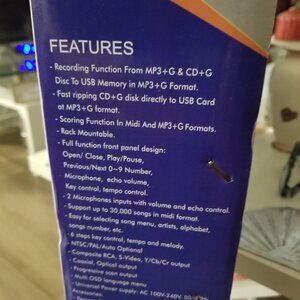 FEATURES
- Recording Function From MP3+G & CD+G
Disc To USB Memory in MP3+G Format.
- Fast ripping CD+G disk directly to USB Card
at MP3+G format.
- Scoring Function In Midi And MP3+G Formats.
- Rack Mountable.
- Full function front panel design:
Open/ Close, Play/Pause,
Previous/Next 0~9 Number,
Microphone, echo volume,
Key control, tempo control.
- 2 Microphones input with volume and echo control.
- Support up to 30,000 songs in midi format.
- Easy for selecting song menu, artists, alphabet,
songs number, etc.
- 6 steps key control, tempo and melody.
- NTSC/PAL/Auto Optional
- Composite RCA, S-Video, Y/Cb/Cr output
- Coaxial, Optical output
- Progressive scan output
- Multi OSD language menu
- Universal Power supply: AC 100V-240V, 50/
Accessories: